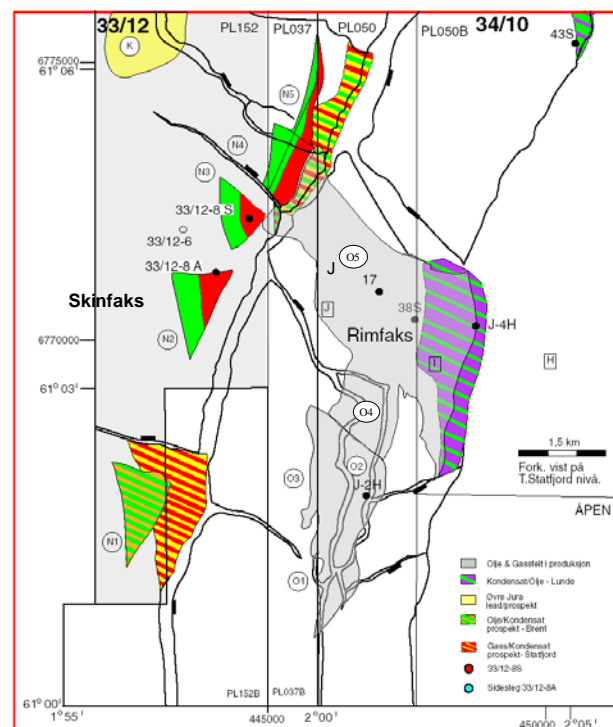 33/12
PL152
PL037
PL050
PL050B
34/10
43S
6775000
61° 06
K
N5
N4
N3
33/12-8 S
33/12-6
33/12-8 A
Skinfaks
N2
J
O5
17
J
38S
Rimfaks
J-4H
I
H
6770000
61° 03
O4
1,5 km
Fork. vist på
T.Statfjord nivå.
O3
O2
J-2H
ÅPEN
N1
O1
Olje & Gassfelt i produksjon
Kondensat/Olje - Lunde
Øvre Jura
lead/prospekt
Olje/Kondensat
prospekt - Brent
Gass/Kondensat
prospekt- Statfjord
33/12-8S
Sidesteg 33/12-8A
61° 00
PL152B
PL037B
1° 55
445000
2° 00
450000
2° 05